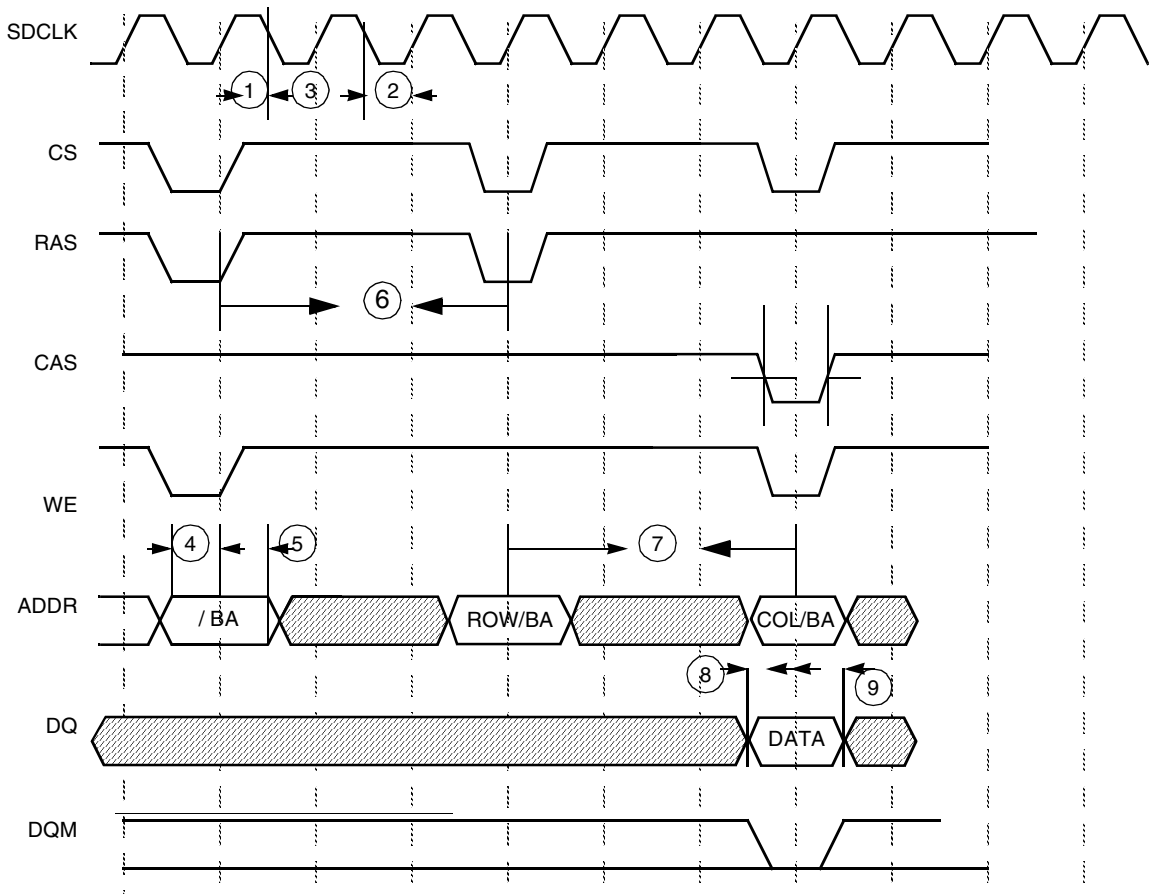 SDCLK
1 3 2
CS
RAS
6
CAS
WE
4 5 7
ADDR / BA ROW/BA COL/BA
8 9
DQ DATA
DQM